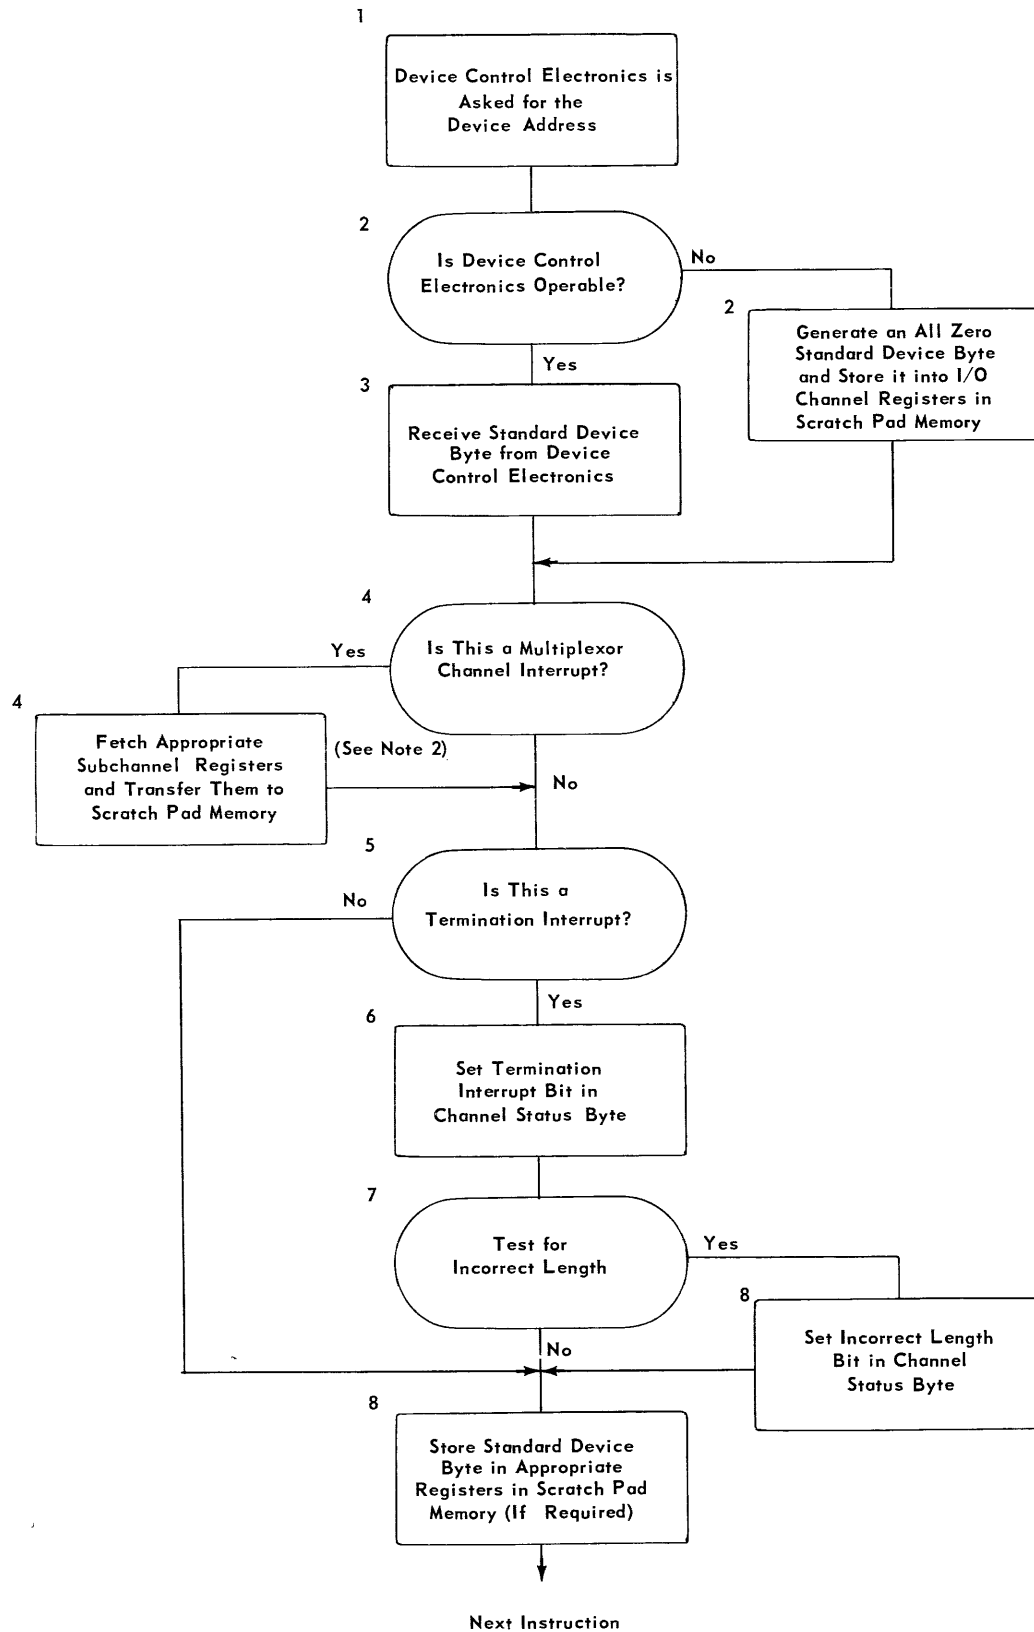 1
Device Control Electronics is
Asked for the
Device Address
2
Is Device Control
Electronics Operable?
No
2
Generate an All Zero
Standard Device Byte
and Store it into I/O
Channel Registers in
Scratch Pad Memory
Yes
3
Receive Standard Device
Byte from Device
Control Electronics
4
Is This a Multiplexor
Channel Interrupt?
Yes
4
Fetch Appropriate
Subchannel Registers
and Transfer Them to
Scratch Pad Memory
(See Note 2)
No
5
Is This a
Termination Interrupt?
No
Yes
6
Set Termination
Interrupt Bit in
Channel Status Byte
7
Test for
Incorrect Length
Yes
8
Set Incorrect Length
Bit in Channel
Status Byte
No
8
Store Standard Device
Byte in Appropriate
Registers in Scratch Pad
Memory (If Required)
Next Instruction